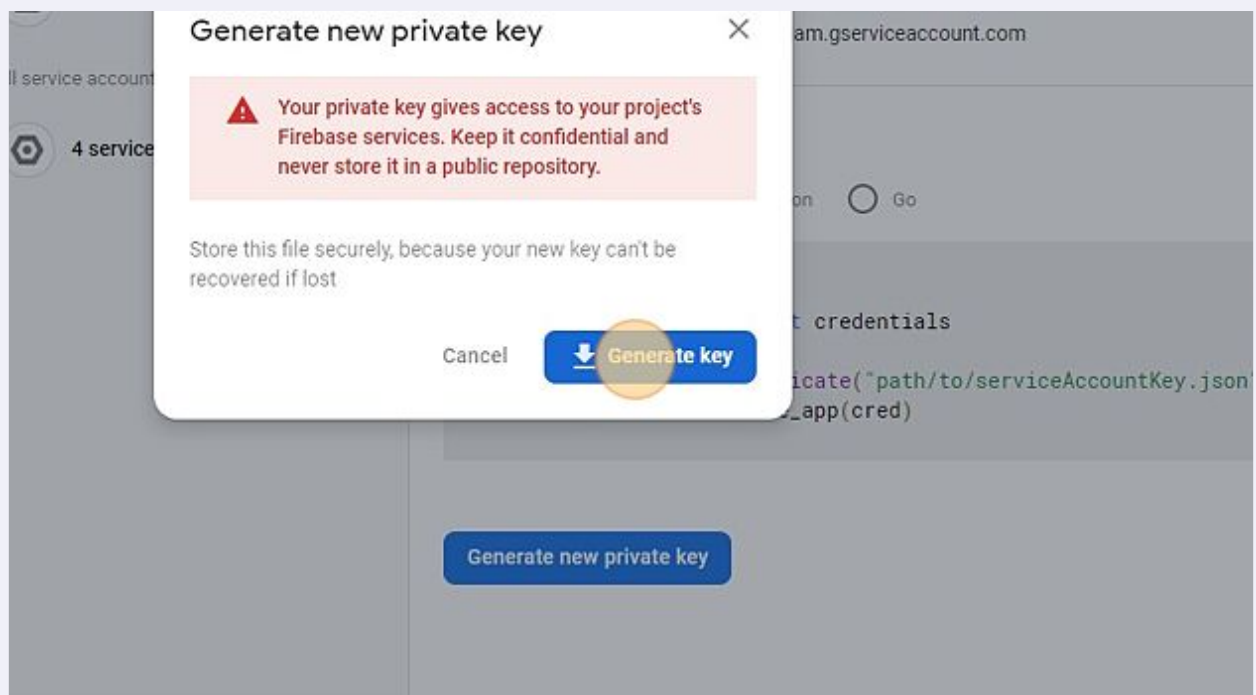 Generate new private key
am.gserviceaccount.com
ll service account
Your private key gives access to your project's
Firebase services. Keep it confidential and
never store it in a public repository.
4 service
on Go
Store this file securely, because your new key can't be
recovered if lost
t credentials
Cancel Generate key
icate("path/to/serviceAccountKey.json"
_app(cred)
Generate new private key